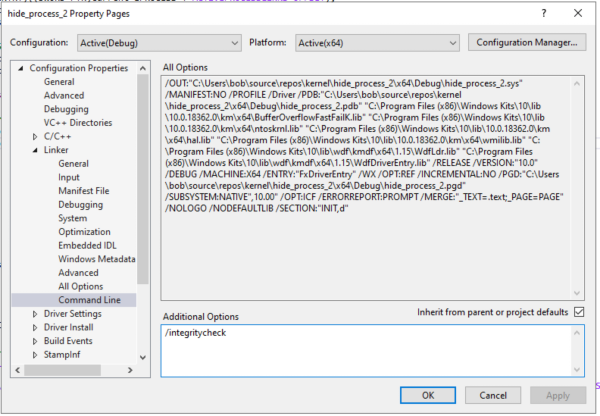 hide_process_2 Property Pages
? ×
Configuration: Active(Debug) Platform: Active(x64) Configuration Manager...
Configuration Properties
General
Advanced
Debugging
VC++ Directories
C/C++
Linker
General
Input
Manifest File
Debugging
System
Optimization
Embedded IDL
Windows Metadata
Advanced
All Options
Command Line
Driver Settings
Driver Install
Build Events
StampInf
All Options
/OUT:"C:\Users\bob\source\repos\kernel\hide_process_2\x64\Debug\hide_process_2.sys"
/MANIFEST:NO /PROFILE /Driver /PDB:"C:\Users\bob\source\repos\kernel
\hide_process_2\x64\Debug\hide_process_2.pdb" "C:\Program Files (x86)\Windows Kits\10\lib
\10.0.18362.0\km\x64\BufferOverflowFastFailK.lib" "C:\Program Files (x86)\Windows Kits\10\lib
\10.0.18362.0\km\x64\ntoskrnl.lib" "C:\Program Files (x86)\Windows Kits\10\lib\10.0.18362.0\km
\x64\hal.lib" "C:\Program Files (x86)\Windows Kits\10\lib\10.0.18362.0\km\x64\wmilib.lib" "C:
\Program Files (x86)\Windows Kits\10\lib\wdf\kmdf\x64\1.15\WdfLdr.lib" "C:\Program Files
(x86)\Windows Kits\10\lib\wdf\kmdf\x64\1.15\WdfDriverEntry.lib" /RELEASE /VERSION:"10.0"
/DEBUG /MACHINE:X64 /ENTRY:"FxDriverEntry" /WX /OPT:REF /INCREMENTAL:NO /PGD:"C:\Users
\bob\source\repos\kernel\hide_process_2\x64\Debug\hide_process_2.pgd"
/SUBSYSTEM:NATIVE",10.00" /OPT:ICF /ERRORREPORT:PROMPT /MERGE:"_TEXT=.text;_PAGE=PAGE"
/NOLOGO /NODEFAULTLIB /SECTION:"INIT,d"
Additional Options
Inherit from parent or project defaults
/integritycheck
OK Cancel Apply